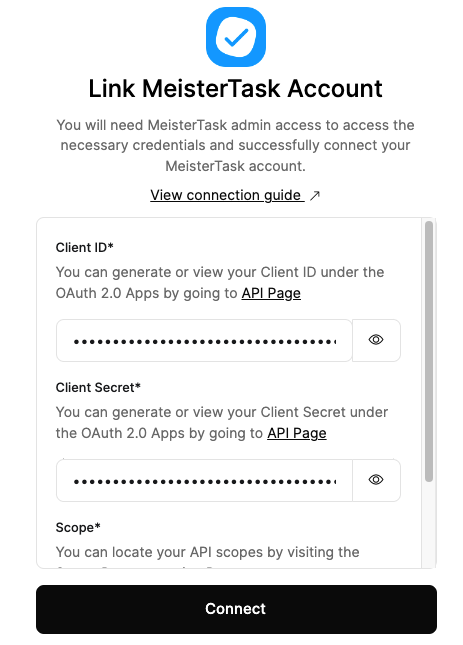 Link MeisterTask Account
You will need MeisterTask admin access to access the
necessary credentials and successfully connect your
MeisterTask account.
View connection guide ↗
Client ID*
You can generate or view your Client ID under the
OAuth 2.0 Apps by going to API Page
Client Secret*
You can generate or view your Client Secret under
the OAuth 2.0 Apps by going to API Page
Scope*
You can locate your API scopes by visiting the
Connect